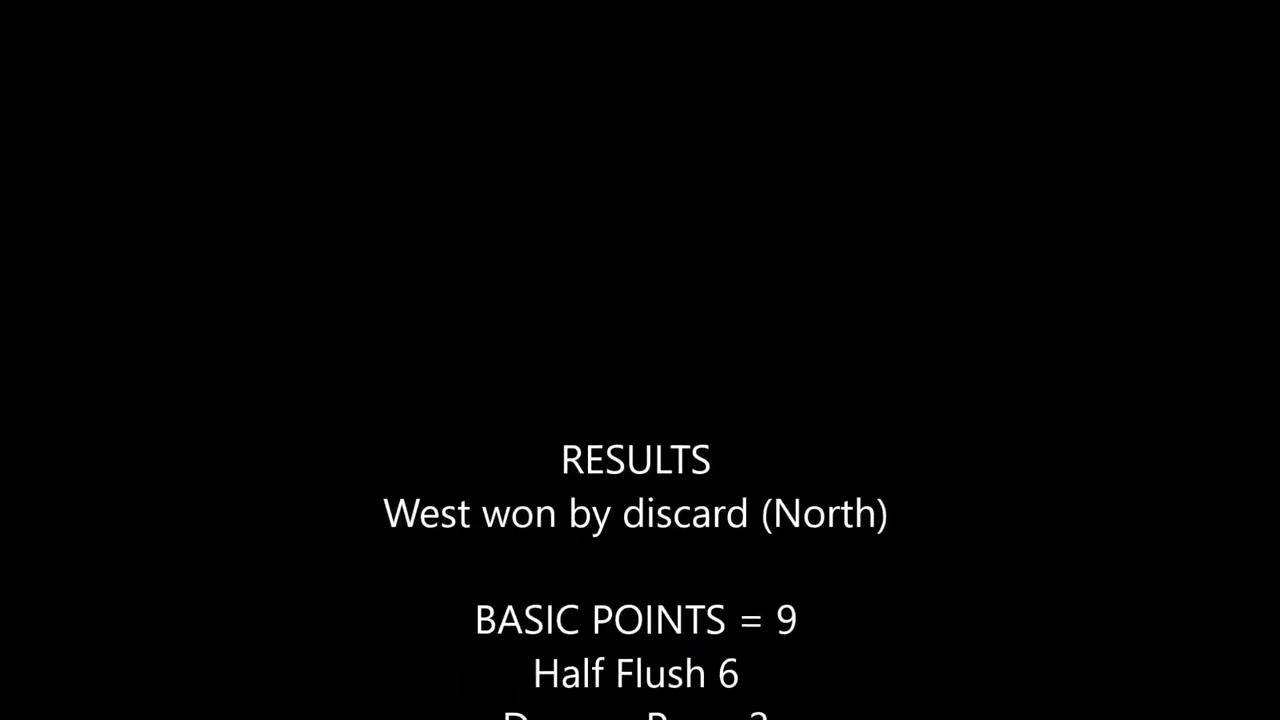 RESULTS
West won by discard (North)
BASIC POINTS = 9
Half Flush 6